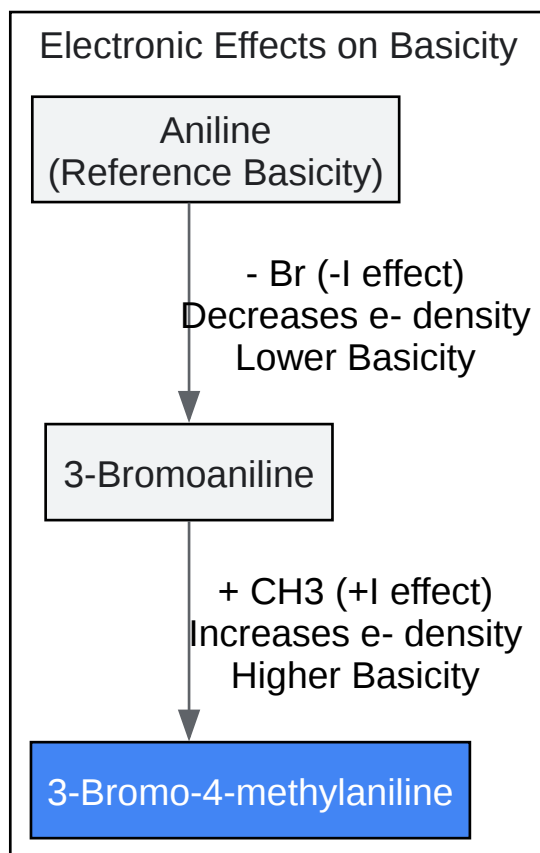 Electronic Effects on Basicity
Aniline
(Reference Basicity)
- Br (-I effect)
Decreases e- density
Lower Basicity
3-Bromoaniline
+ CH3 (+I effect)
Increases e- density
Higher Basicity
3-Bromo-4-methylaniline